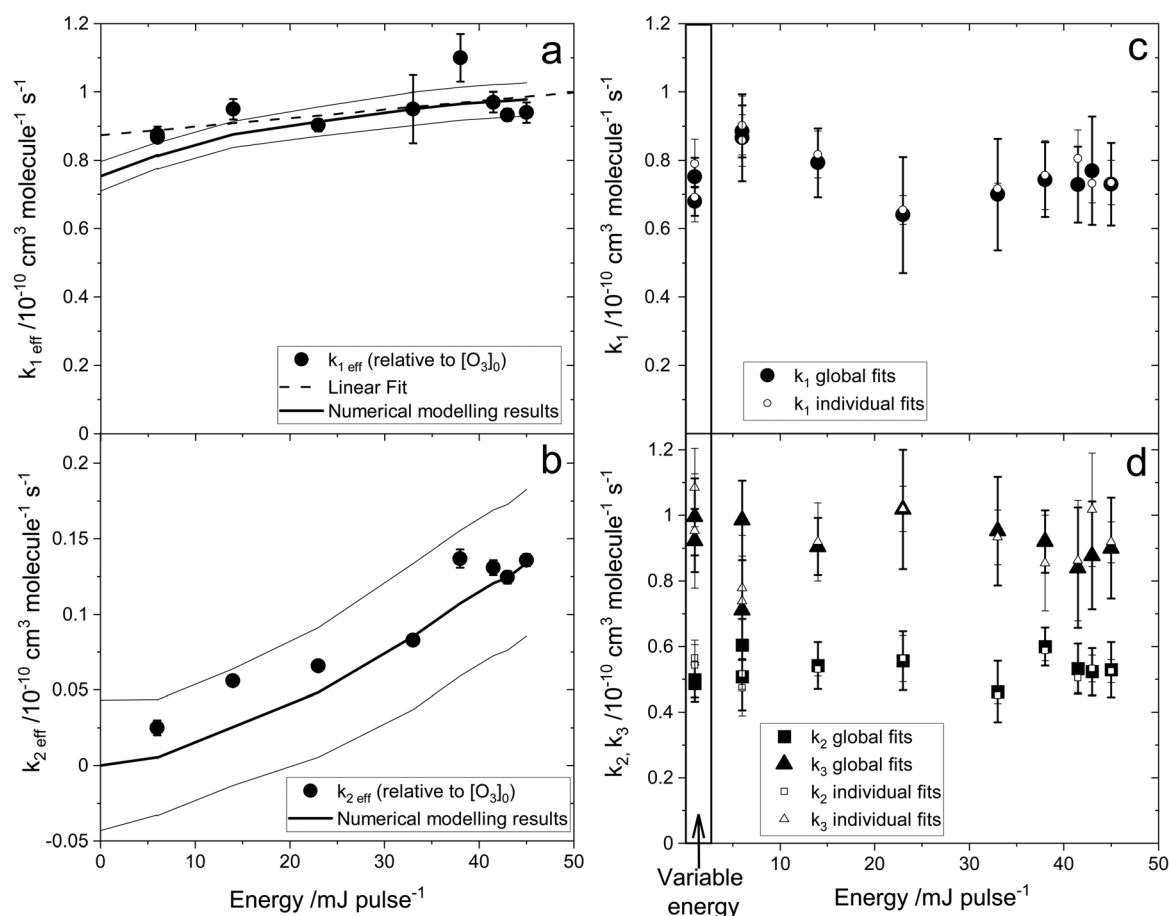 a
k1 eff /10-10 cm3 molecule-1 s-1
1.2
1
0.8
0.6
0.4
0.2
0
k1 eff (relative to [O3]0)
Linear Fit
Numerical modelling results
b
k2 eff /10-10 cm3 molecule-1 s-1
0.2
0.15
0.1
0.05
0
-0.05
k2 eff (relative to [O3]0)
Numerical modelling results
0 10 20 30 40 50
Energy /mJ pulse-1
c
k1 /10-10 cm3 molecule-1 s-1
1.2
1
0.8
0.6
0.4
0.2
k1 global fits
k1 individual fits
d
k2, k3 /10-10 cm3 molecule-1 s-1
1.2
1
0.8
0.6
0.4
0.2
0
k2 global fits
k3 global fits
k2 individual fits
k3 individual fits
10 20 30 40 50
Variable
energy
Energy /mJ pulse-1